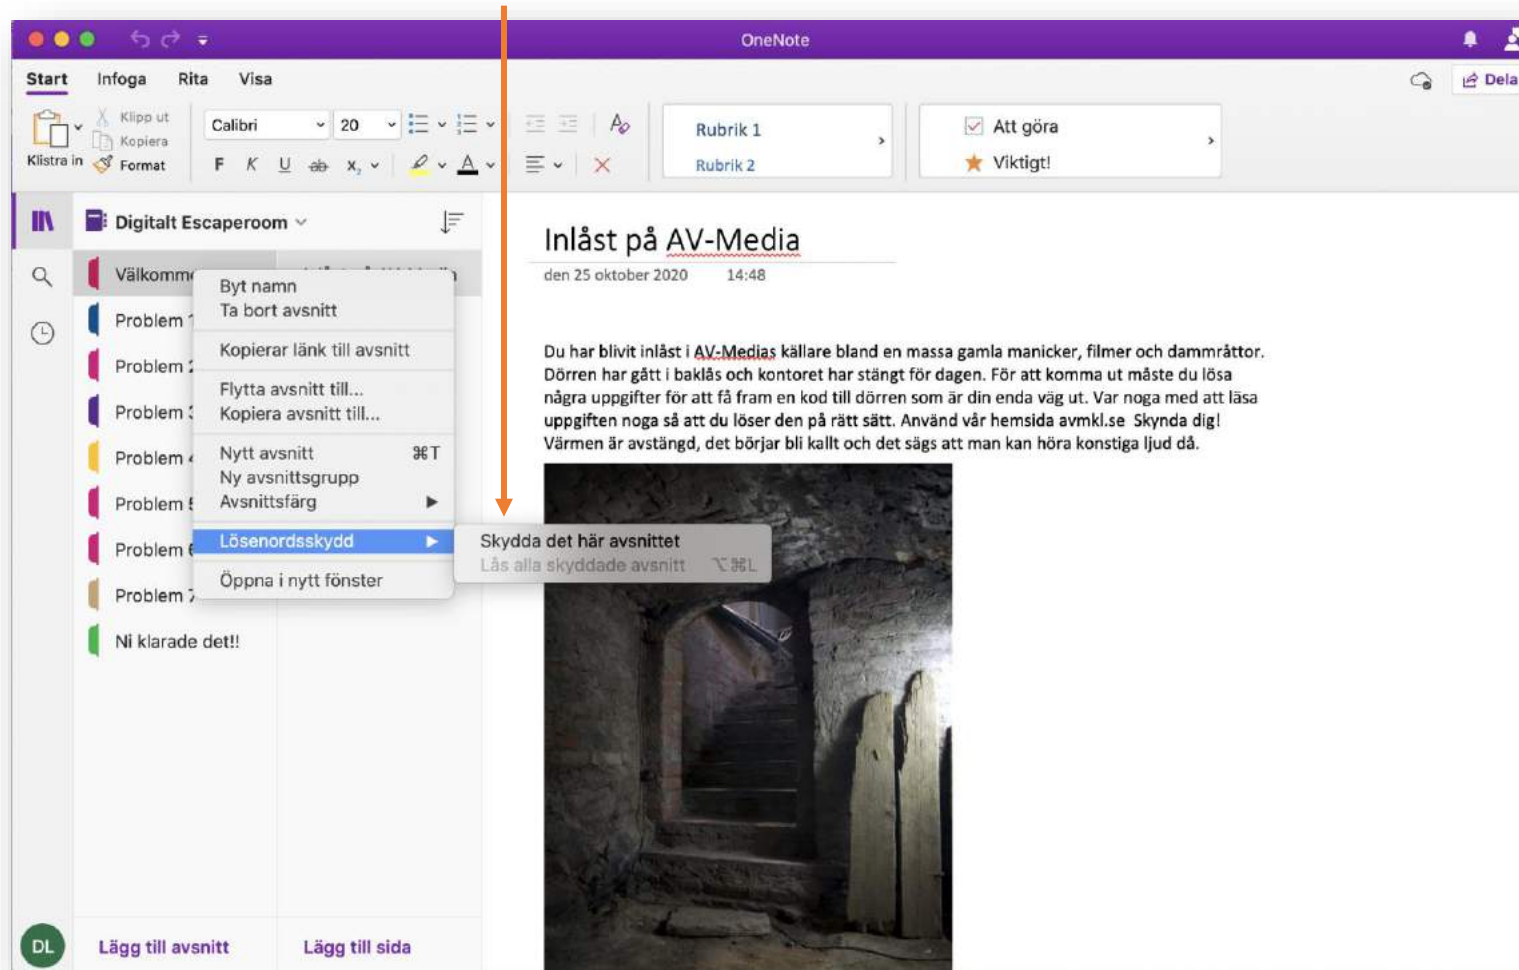 OneNote
Start Infoga Rita Visa
Dela
Klistra in
Klipp ut
Kopiera
Format
Calibri 20
F K U ab x₂ A
Rubrik 1
Rubrik 2
Att göra
Viktigt!
Digitalt Escaperoom
Problem
Problem
Problem
Problem
Problem
Problem
Problem
Ni klarade det!!
Byt namn
Ta bort avsnitt
Kopierar länk till avsnitt
Flytta avsnitt till...
Kopiera avsnitt till...
Nytt avsnitt ⌘T
Ny avsnittsgrupp
Avsnittsfärg
Lösenordsskydd
Öppna i nytt fönster
Skydda det här avsnittet
Lås alla skyddade avsnitt ⌥⌘L
Inlåst på AV-Media
den 25 oktober 2020 14:48
Du har blivit inlåst i AV-Medias källare bland en massa gamla manicker, filmer och dammråttor.
Dörren har gått i baklås och kontoret har stängt för dagen. För att komma ut måste du lösa
några uppgifter för att få fram en kod till dörren som är din enda väg ut. Var noga med att läsa
uppgiften noga så att du löser den på rätt sätt. Använd vår hemsida avmkl.se Skynda dig!
Värmen är avstängd, det börjar bli kallt och det sägs att man kan höra konstiga ljud då.
DL
Lägg till avsnitt
Lägg till sida